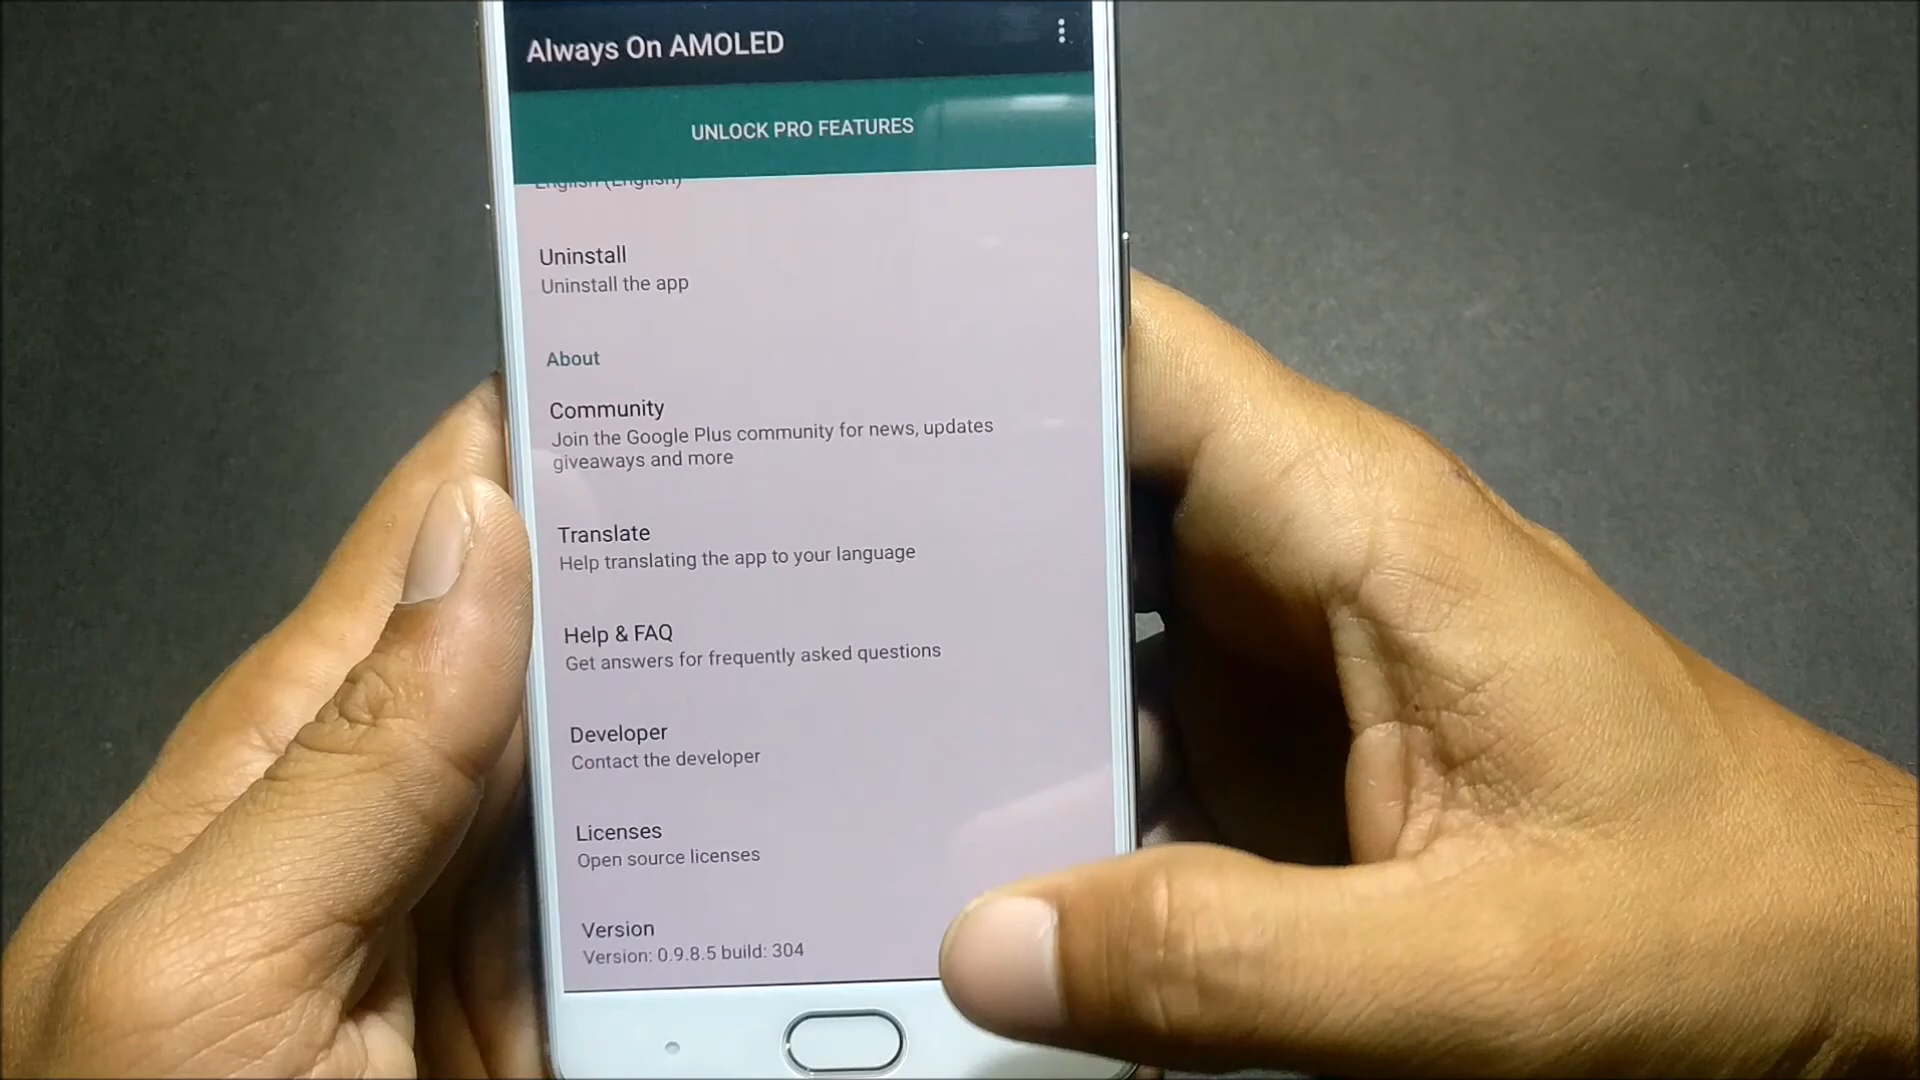 Always On AMOLED
UNLOCK PRO FEATURES
English (English)
Uninstall
Uninstall the app
About
Community
Join the Google Plus community for news, updates
giveaways and more
Translate
Help translating the app to your language
Help & FAQ
Get answers for frequently asked questions
Developer
Contact the developer
Licenses
Open source licenses
Version
Version: 0.9.8.5 build: 304